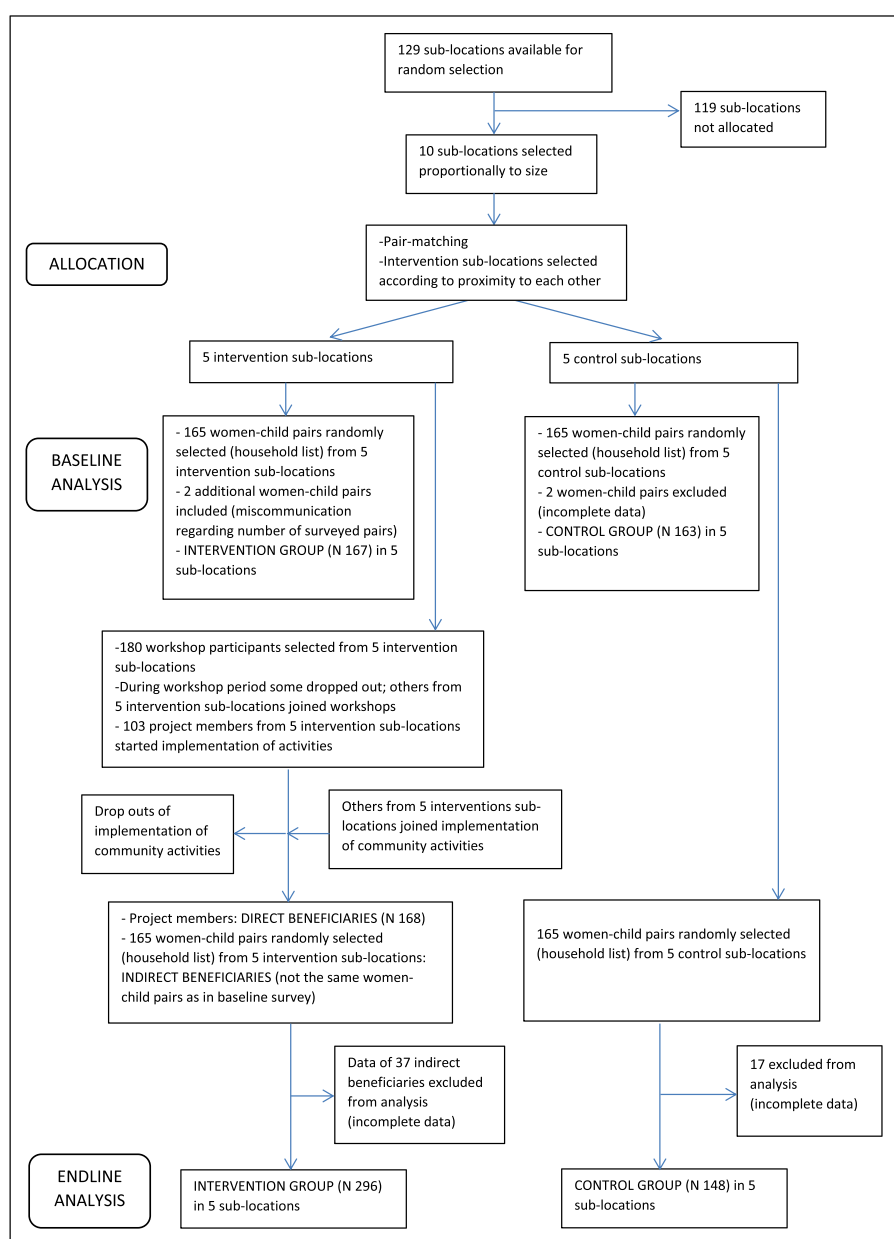 129 sub-locations available for
random selection
119 sub-locations
not allocated
10 sub-locations selected
proportionally to size
-Pair-matching
-Intervention sub-locations selected
according to proximity to each other
ALLOCATION
5 intervention sub-locations
5 control sub-locations
BASELINE
ANALYSIS
- 165 women-child pairs randomly
selected (household list) from 5
intervention sub-locations
- 2 additional women-child pairs
included (miscommunication
regarding number of surveyed pairs)
- INTERVENTION GROUP (N 167) in 5
sub-locations
- 165 women-child pairs randomly
selected (household list) from 5
control sub-locations
- 2 women-child pairs excluded
(incomplete data)
- CONTROL GROUP (N 163) in 5
sub-locations
-180 workshop participants selected from 5 intervention
sub-locations
-During workshop period some dropped out; others from
5 intervention sub-locations joined workshops
- 103 project members from 5 intervention sub-locations
started implementation of activities
Drop outs of
implementation of
community activities
Others from 5 interventions sub-
locations joined implementation
of community activities
- Project members: DIRECT BENEFICIARIES (N 168)
- 165 women-child pairs randomly selected
(household list) from 5 intervention sub-locations:
INDIRECT BENEFICIARIES (not the same women-
child pairs as in baseline survey)
165 women-child pairs randomly selected
(household list) from 5 control sub-locations
Data of 37 indirect
beneficiaries excluded
from analysis
(incomplete data)
17 excluded from
analysis
(incomplete data)
ENDLINE
ANALYSIS
INTERVENTION GROUP (N 296)
in 5 sub-locations
CONTROL GROUP (N 148) in 5
sub-locations